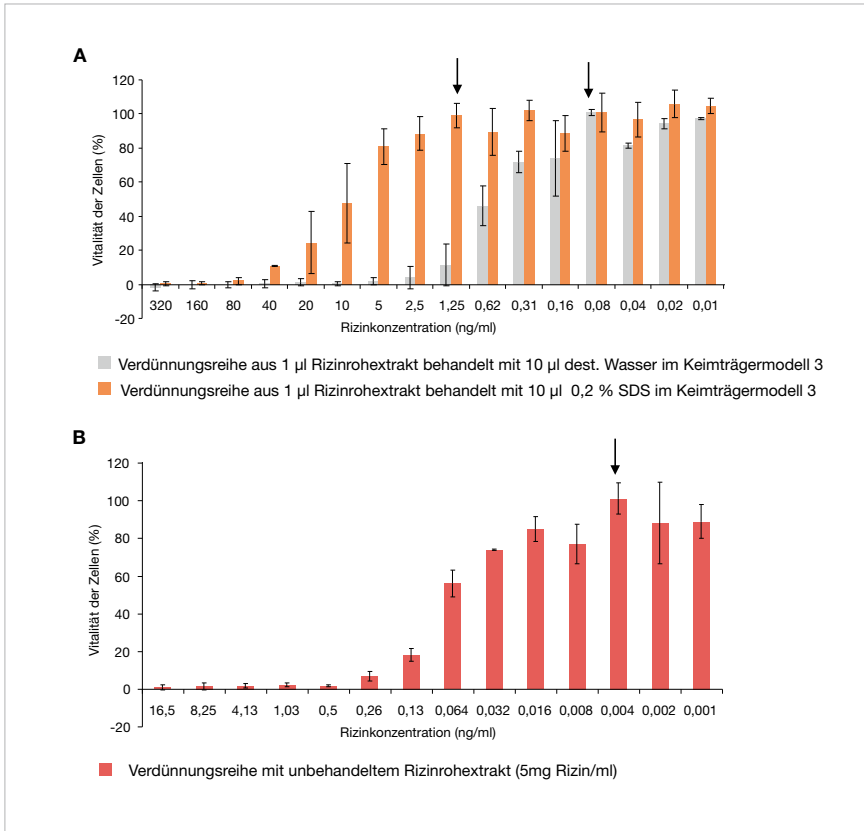 A
120
100
80
60
40
20
0
-20
Vitalität der Zellen (%)
320 160 80 40 20 10 5 2,5 1,25 0,62 0,31 0,16 0,08 0,04 0,02 0,01
Rizinkonzentration (ng/ml)
Verdünnungsreihe aus 1 µl Rizinrohextrakt behandelt mit 10 µl dest. Wasser im Keimträgermodell 3
Verdünnungsreihe aus 1 µl Rizinrohextrakt behandelt mit 10 µl 0,2 % SDS im Keimträgermodell 3
B
120
100
80
60
40
20
0
-20
Vitalität der Zellen (%)
16,5 8,25 4,13 1,03 0,5 0,26 0,13 0,064 0,032 0,016 0,008 0,004 0,002 0,001
Rizinkonzentration (ng/ml)
Verdünnungsreihe mit unbehandeltem Rizinrohextrakt (5mg Rizin/ml)